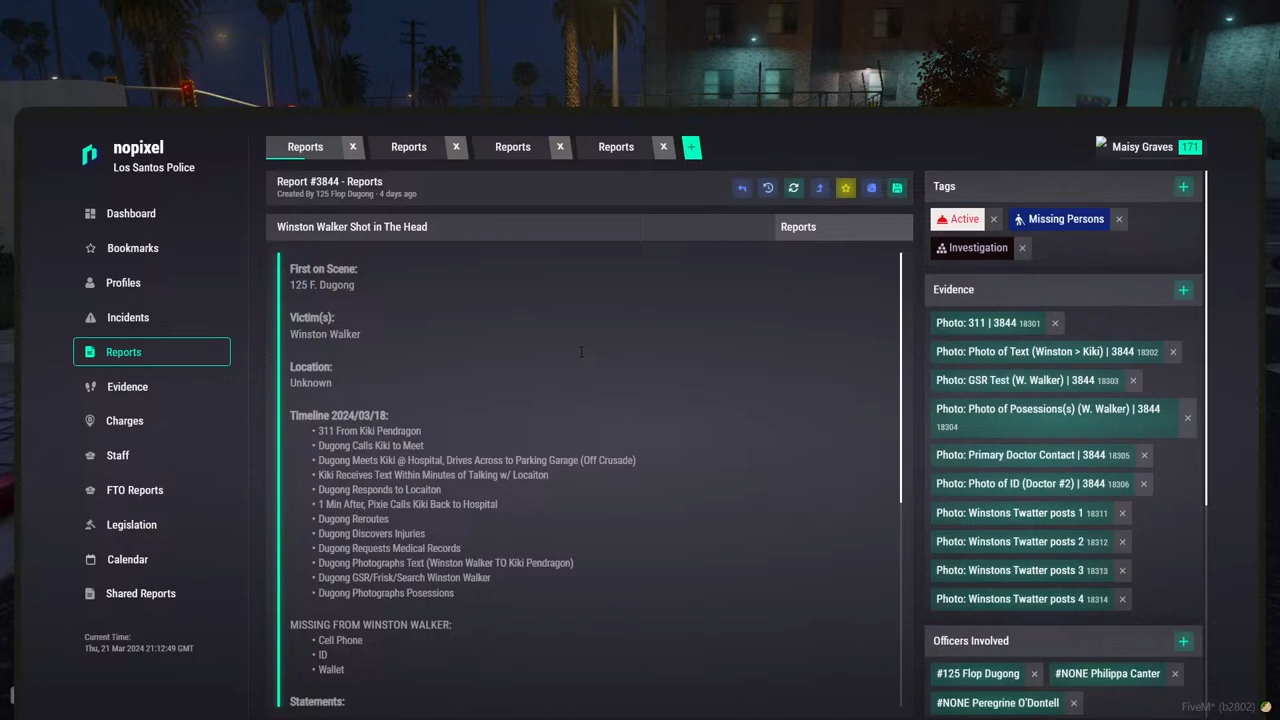 nopixel
Los Santos Police
Dashboard
Bookmarks
Profiles
Incidents
Reports
Evidence
Charges
Staff
FTO Reports
Legislation
Calendar
Shared Reports
Current Time:
Thu, 21 Mar 2024 21:12:49 GMT
Reports x Reports x Reports x Reports x +
Maisy Graves 171
Report #3844 - Reports
Created By 125 Flop Dugong · 4 days ago
Winston Walker Shot in The Head
Reports
First on Scene:
125 F. Dugong
Victim(s):
Winston Walker
Location:
Unknown
Timeline 2024/03/18:
• 311 From Kiki Pendragon
• Dugong Calls Kiki to Meet
• Dugong Meets Kiki @ Hospital, Drives Across to Parking Garage (Off Crusade)
• Kiki Receives Text Within Minutes of Talking w/ Locaiton
• Dugong Responds to Locaiton
• 1 Min After, Pixie Calls Kiki Back to Hospital
• Dugong Reroutes
• Dugong Discovers Injuries
• Dugong Requests Medical Records
• Dugong Photographs Text (Winston Walker TO Kiki Pendragon)
• Dugong GSR/Frisk/Search Winston Walker
• Dugong Photographs Posessions
MISSING FROM WINSTON WALKER:
• Cell Phone
• ID
• Wallet
Statements:
Tags +
Active x Missing Persons x
Investigation x
Evidence +
Photo: 311 | 3844 18301 x
Photo: Photo of Text (Winston > Kiki) | 3844 18302 x
Photo: GSR Test (W. Walker) | 3844 18303 x
Photo: Photo of Posessions(s) (W. Walker) | 3844
18304 x
Photo: Primary Doctor Contact | 3844 18305 x
Photo: Photo of ID (Doctor #2) | 3844 18306 x
Photo: Winstons Twatter posts 1 18311 x
Photo: Winstons Twatter posts 2 18312 x
Photo: Winstons Twatter posts 3 18313 x
Photo: Winstons Twatter posts 4 18314 x
Officers Involved +
#125 Flop Dugong x #NONE Philippa Canter x
#NONE Peregrine O'Dontell x
FiveM* (b2802)